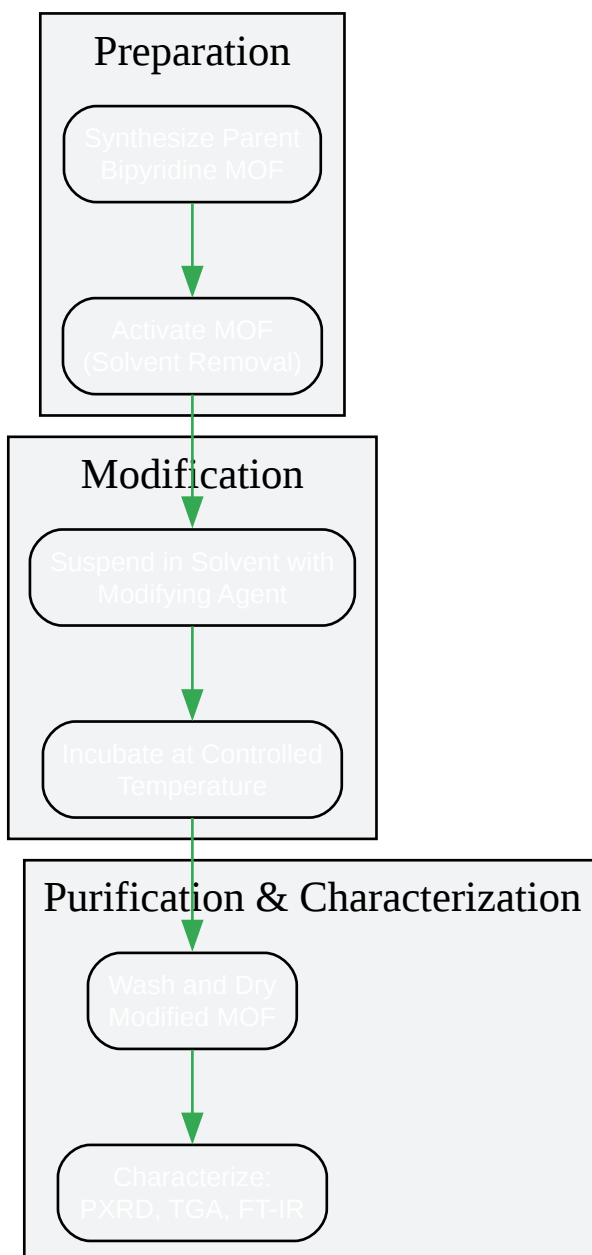 Preparation
Synthesize Parent
Bipyridine MOF
Activate MOF
(Solvent Removal)
Modification
Suspend in Solvent with
Modifying Agent
Incubate at Controlled
Temperature
Purification & Characterization
Wash and Dry
Modified MOF
Characterize:
PXRD, TGA, FT-IR